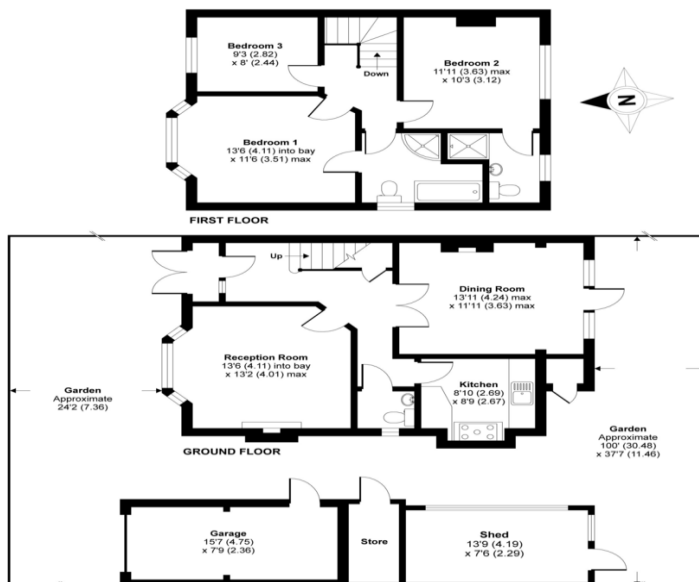 Bedroom 3
9'3 (2.82)
x 8' (2.44)
Down
Bedroom 2
11'11 (3.63) max
x 10'3 (3.12)
N
Bedroom 1
13'6 (4.11) into bay
x 11'6 (3.51) max
FIRST FLOOR
Up
Dining Room
13'11 (4.24) max
x 11'11 (3.63) max
Reception Room
13'6 (4.11) into bay
x 13'2 (4.01) max
Kitchen
8'10 (2.69)
x 8'9 (2.67)
Garden
Approximate
24'2 (7.36)
Garden
Approximate
100' (30.48)
x 37'7 (11.46)
GROUND FLOOR
Garage
15'7 (4.75)
x 7'9 (2.36)
Store
Shed
13'9 (4.19)
x 7'6 (2.29)